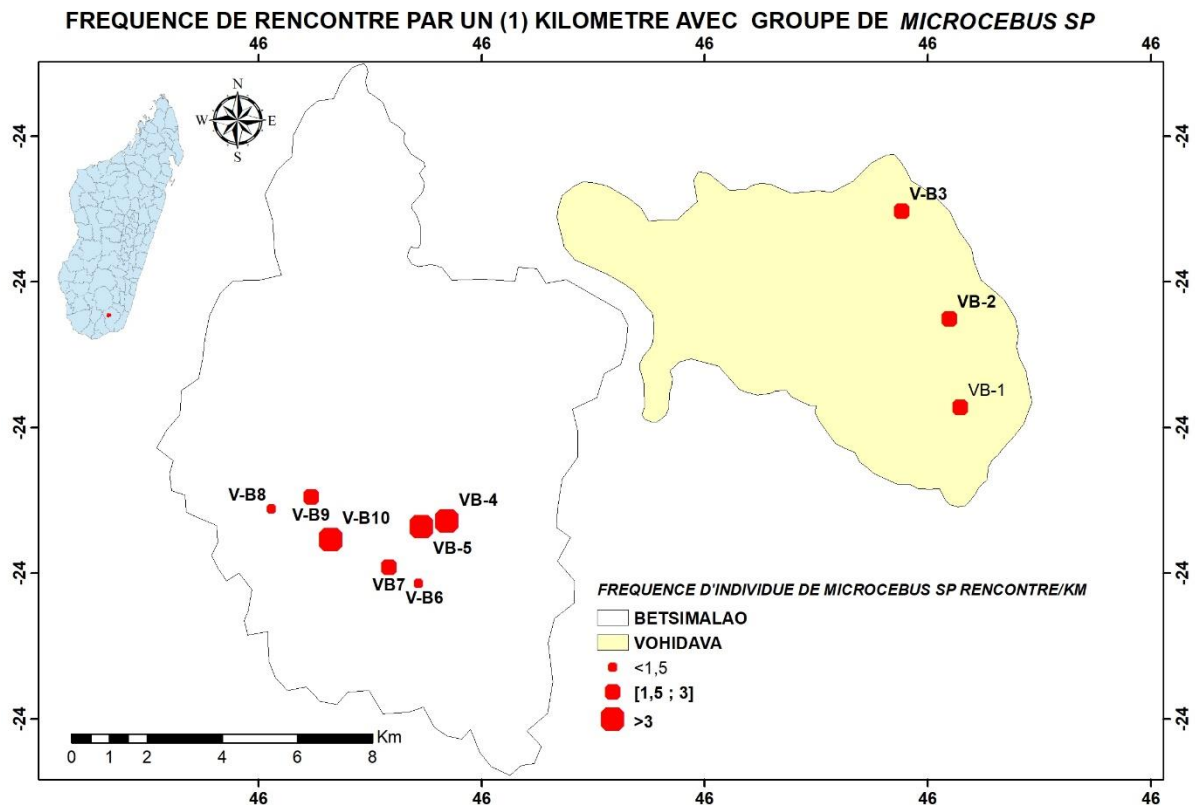 FREQUENCE DE RENCONTRE PAR UN (1) KILOMETRE AVEC GROUPE DE MICROCEBUS SP
46 46 46 46 46
N
W E
S
-24 -24
V-B3
-24 -24
VB-2
VB-1
-24 -24
V-B8
V-B9
V-B10
VB-4
VB-5
VB7
V-B6
-24 -24
FREQUENCE D'INDIVIDUE DE MICROCEBUS SP RENCONTRE/KM
BETSIMALAO
VOHIDAVA
<1,5
[1,5 ; 3]
>3
-24 -24
Km
0 1 2 4 6 8
46 46 46 46 46